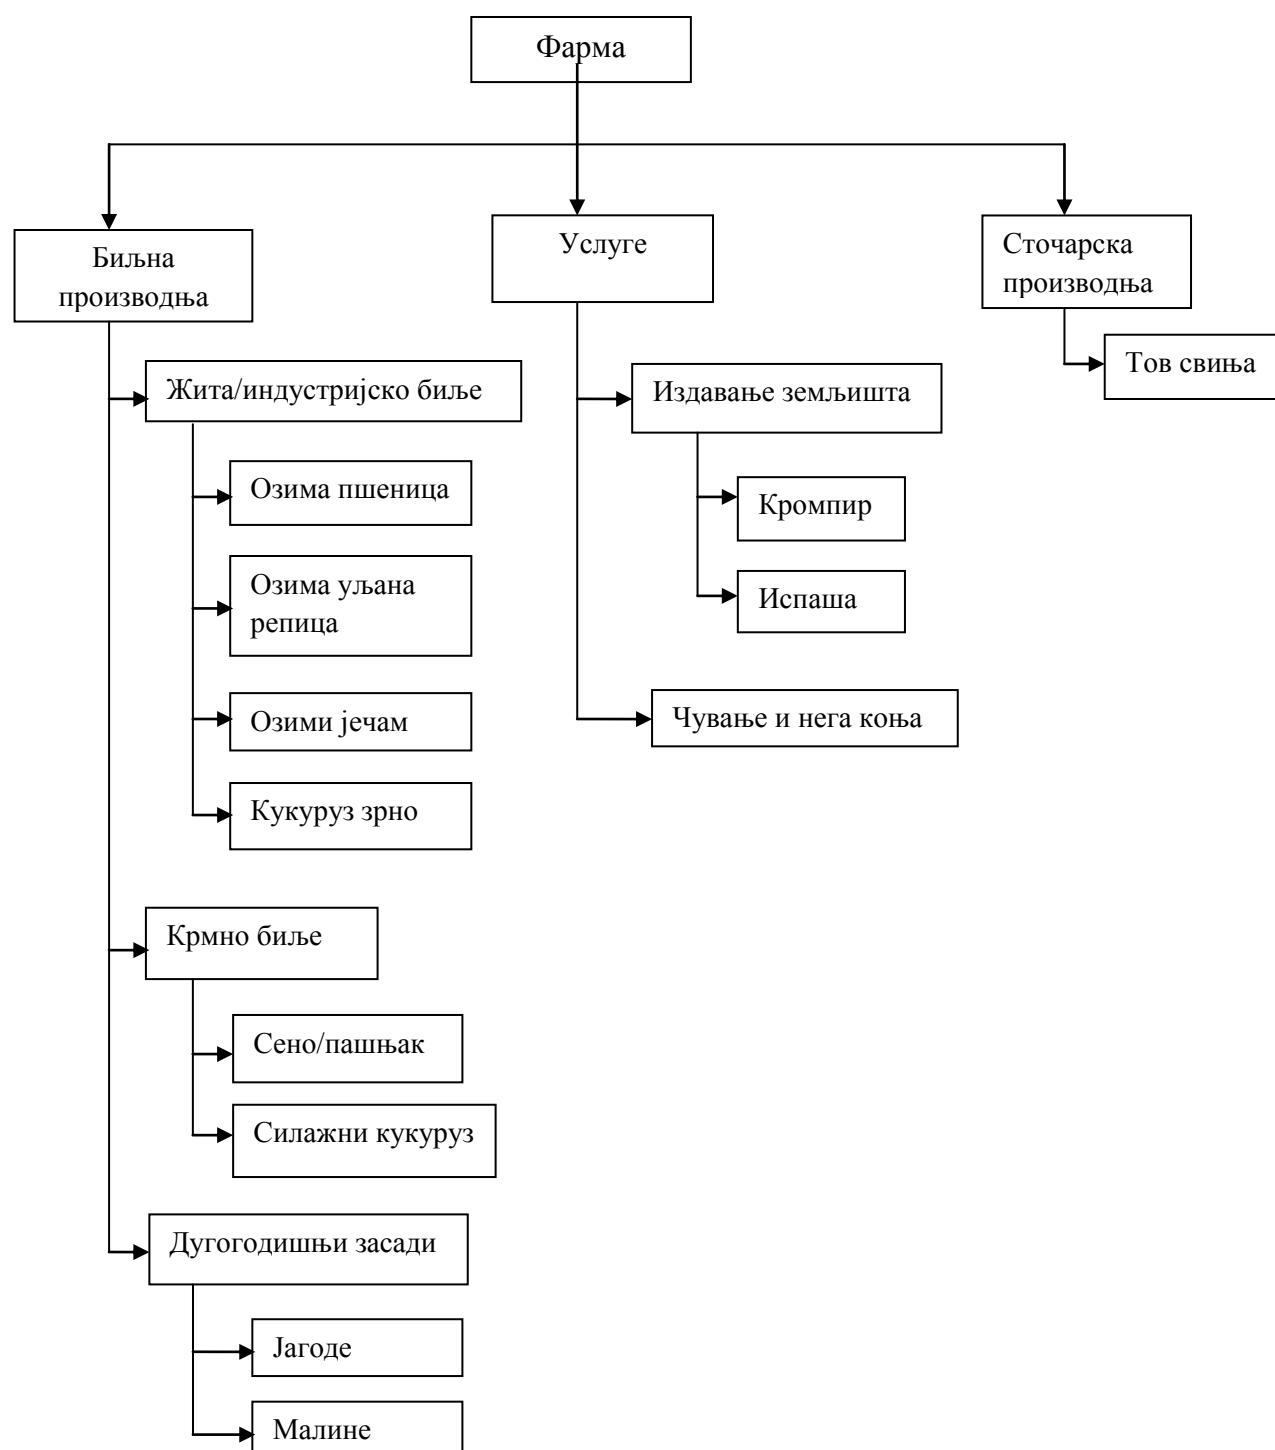 Фарма
Биљна
производња
Услуге
Сточарска
производња
Тов свиња
Жита/индустријско биље
Издавање земљишта
Озима пшеница
Кромпир
Озима уљана
репица
Испаша
Озими јечам
Чување и нега коња
Кукуруз зрно
Крмно биље
Сено/пашњак
Силажни кукуруз
Дугогодишњи засади
Јагоде
Малине